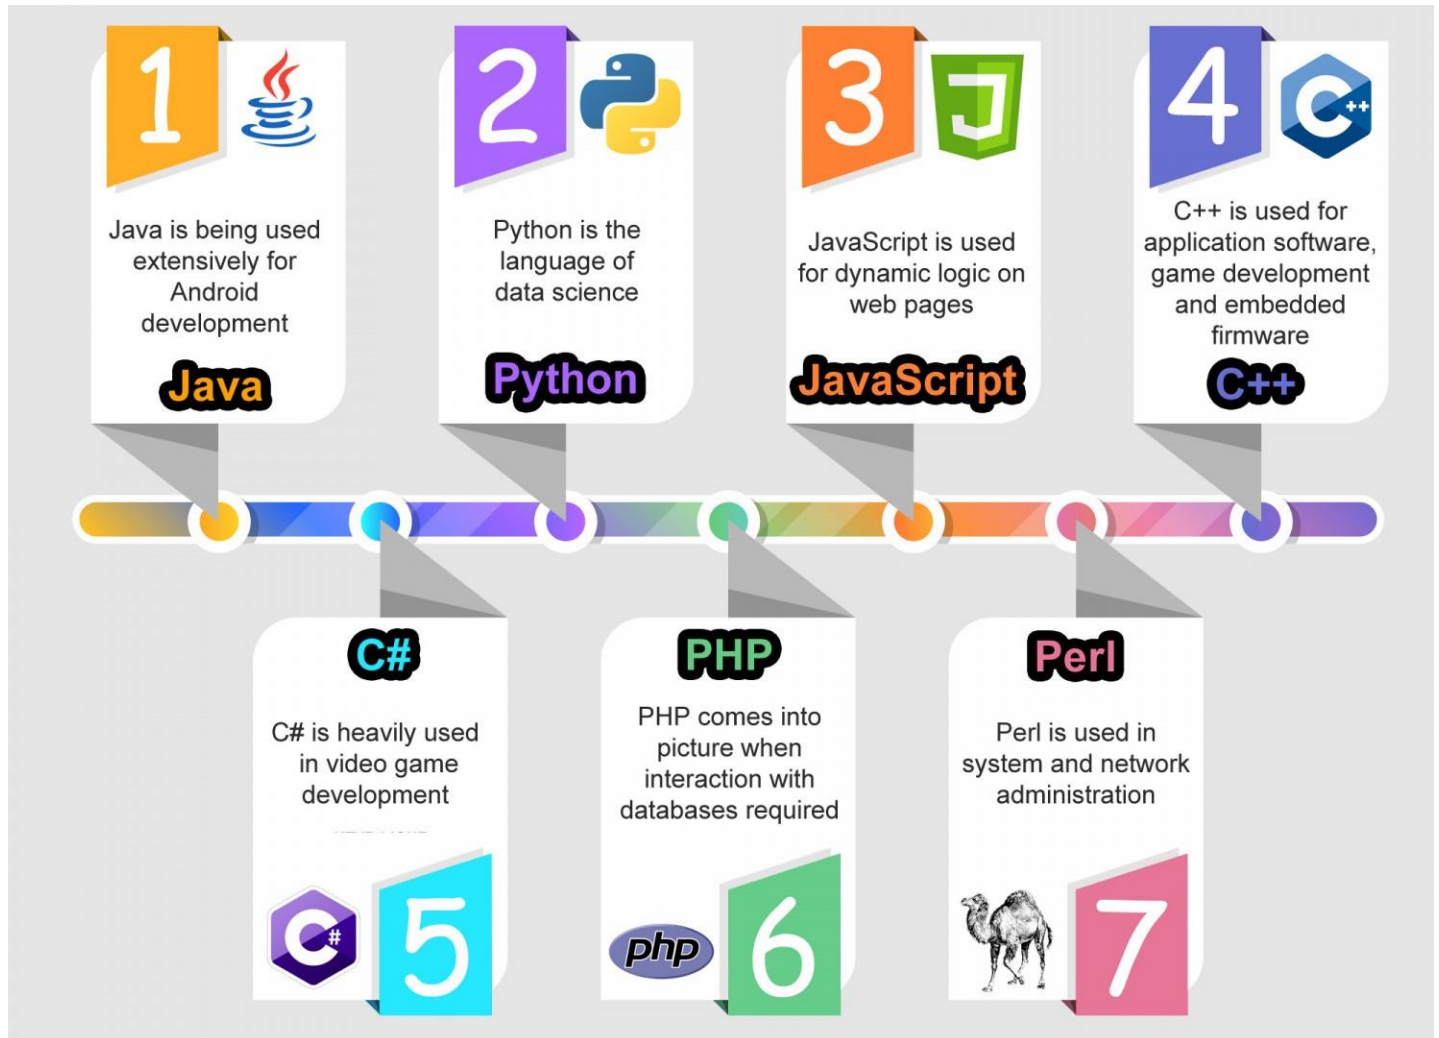 1
Java is being used
extensively for
Android
development
Java
2
Python is the
language of
data science
Python
3
J
JavaScript is used
for dynamic logic on
web pages
JavaScript
4
C++
C++ is used for
application software,
game development
and embedded
firmware
C++
C#
C# is heavily used
in video game
development
C#
5
PHP
PHP comes into
picture when
interaction with
databases required
php
6
Perl
Perl is used in
system and network
administration
7